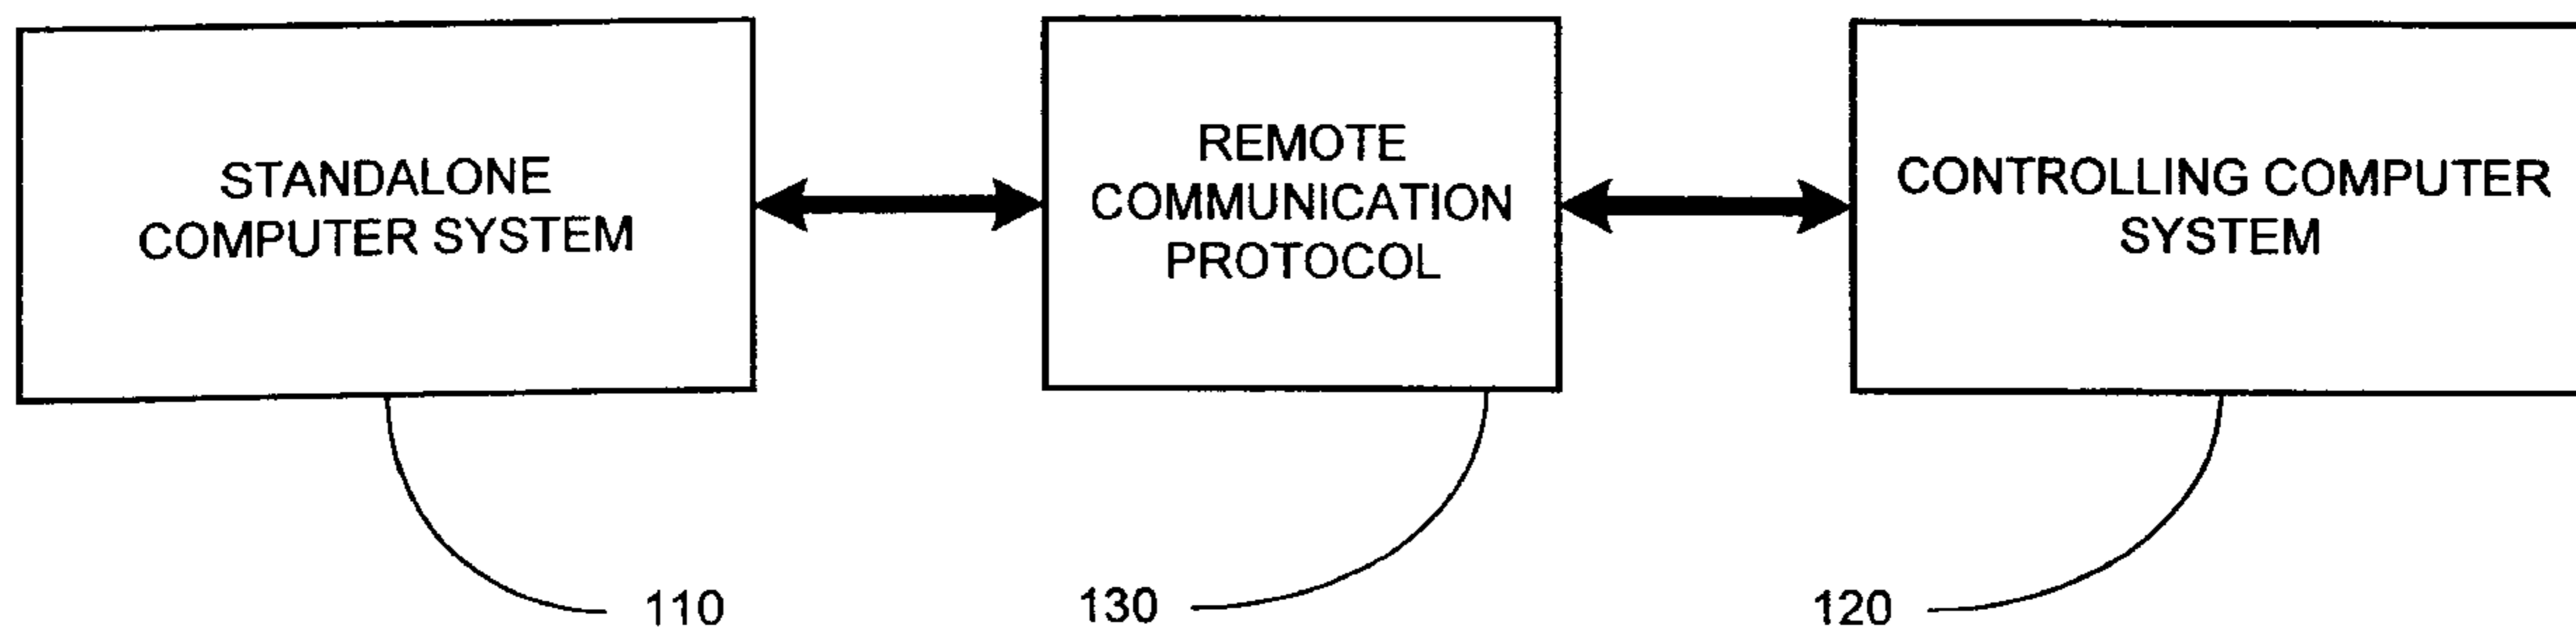 STANDALONE
COMPUTER SYSTEM
REMOTE
COMMUNICATION
PROTOCOL
CONTROLLING COMPUTER
SYSTEM
110
130
120